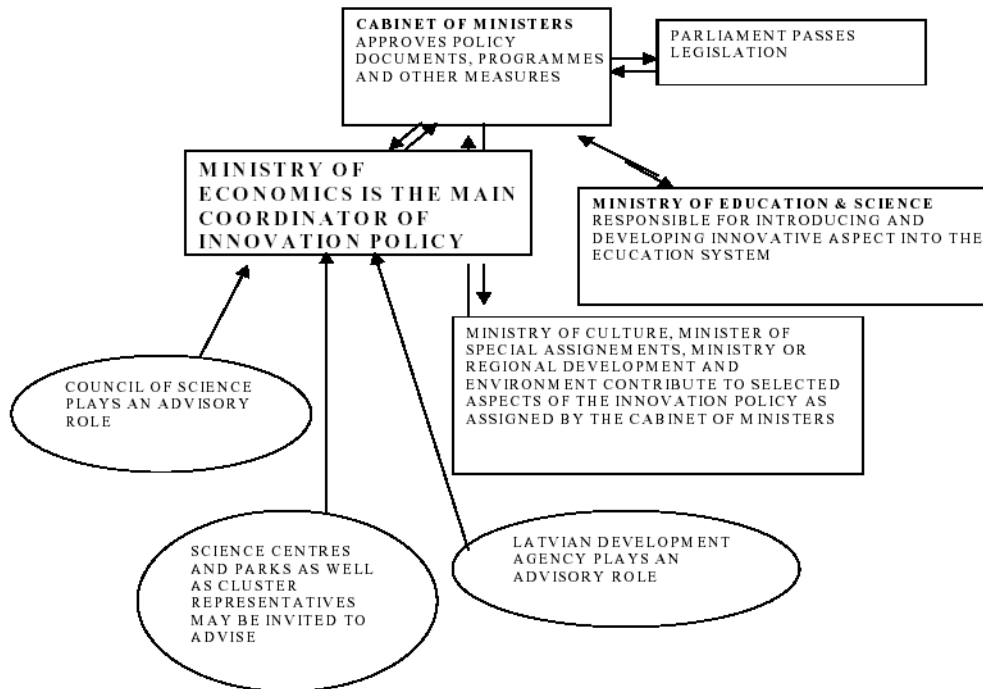 CABINET OF MINISTERS
APPROVES POLICY
DOCUMENTS, PROGRAMMES
AND OTHER MEASURES
PARLIAMENT PASSES
LEGISLATION
MINISTRY OF
ECONOMICS IS THE MAIN
COORDINATOR OF
INNOVATION POLICY
MINISTRY OF EDUCATION & SCIENCE
RESPONSIBLE FOR INTRODUCING AND
DEVELOPING INNOVATIVE ASPECT INTO THE
ECUCATION SYSTEM
MINISTRY OF CULTURE, MINISTER OF
SPECIAL ASSIGNEMENTS, MINISTRY OR
REGIONAL DEVELOPMENT AND
ENVIRONMENT CONTRIBUTE TO SELECTED
ASPECTS OF THE INNOVATION POLICY AS
ASSIGNED BY THE CABINET OF MINISTERS
COUNCIL OF SCIENCE
PLAYS AN ADVISORY
ROLE
SCIENCE CENTRES
AND PARKS AS WELL
AS CLUSTER
REPRESENTATIVES
MAY BE INVITED TO
ADVISE
LATVIAN DEVELOPMENT
AGENCY PLAYS AN
ADVISORY ROLE